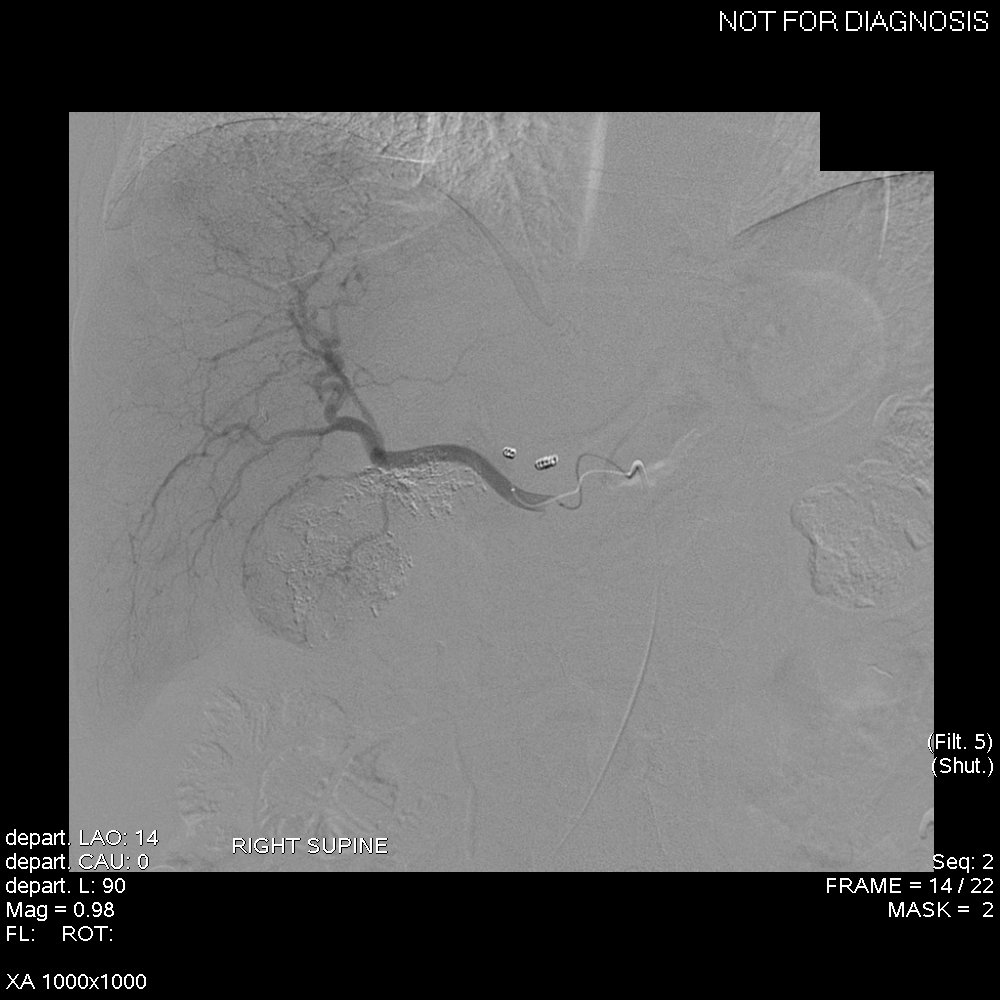 NOT FOR DIAGNOSIS
(Filt. 5)
(Shut.)
depart. LAO: 14
RIGHT SUPINE
depart. CAU: 0
Seq: 2
depart. L: 90
FRAME = 14 / 22
Mag = 0.98
MASK = 2
FL: ROT:
XA 1000x1000